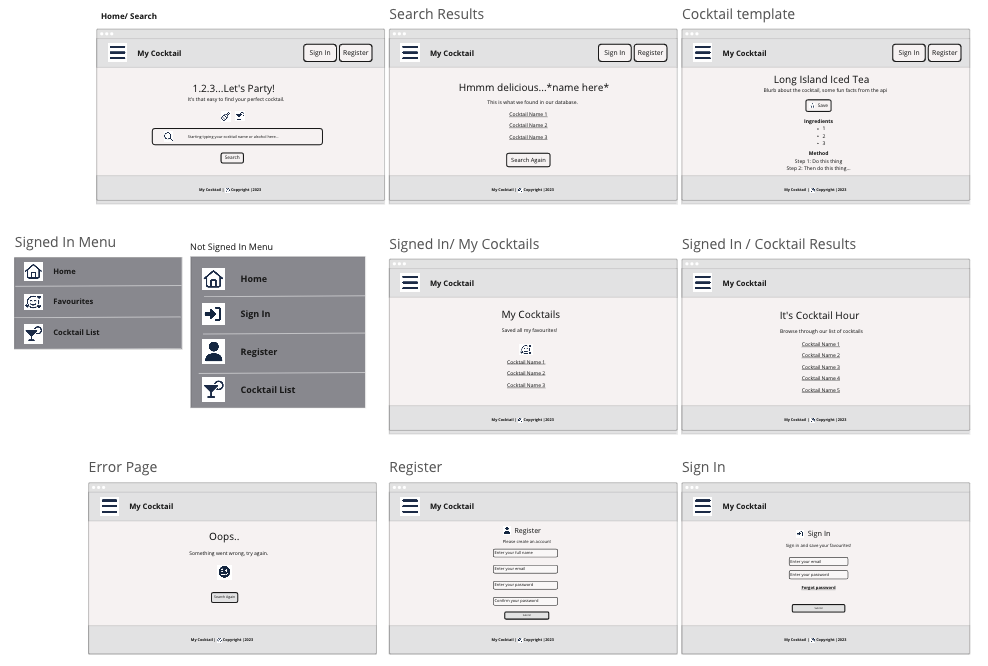 Home/ Search
My Cocktail
Sign In
Register
1.2.3...Let's Party!
It's that easy to find your perfect cocktail.
Starting typing your cocktail name or alcohol here...
Search
My Cocktail | Copyright |2023
Search Results
My Cocktail
Sign In
Register
Hmmm delicious...*name here*
This is what we found in our database.
Cocktail Name 1
Cocktail Name 2
Cocktail Name 3
Search Again
My Cocktail | Copyright |2023
Cocktail template
My Cocktail
Sign In
Register
Long Island Iced Tea
Blurb about the cocktail, some fun facts from the api
Save
Ingredients
• 1
• 2
• 3
Method
Step 1: Do this thing
Step 2: Then do this thing...
My Cocktail | Copyright |2023
Signed In Menu
Home
Favourites
Cocktail List
Not Signed In Menu
Home
Sign In
Register
Cocktail List
Signed In/ My Cocktails
My Cocktail
My Cocktails
Saved all my favourites!
Cocktail Name 1
Cocktail Name 2
Cocktail Name 3
My Cocktail | Copyright |2023
Signed In / Cocktail Results
My Cocktail
It's Cocktail Hour
Browse through our list of cocktails
Cocktail Name 1
Cocktail Name 2
Cocktail Name 3
Cocktail Name 4
Cocktail Name 5
My Cocktail | Copyright |2023
Error Page
My Cocktail
Oops..
Something went wrong, try again.
Search Again
My Cocktail | Copyright |2023
Register
My Cocktail
Register
Please create an account
Enter your full name
Enter your email
Enter your password
Confirm your password
My Cocktail | Copyright |2023
Sign In
My Cocktail
Sign In
Sign in and save your favourites!
Enter your email
Enter your password
Forgot password
My Cocktail | Copyright |2023